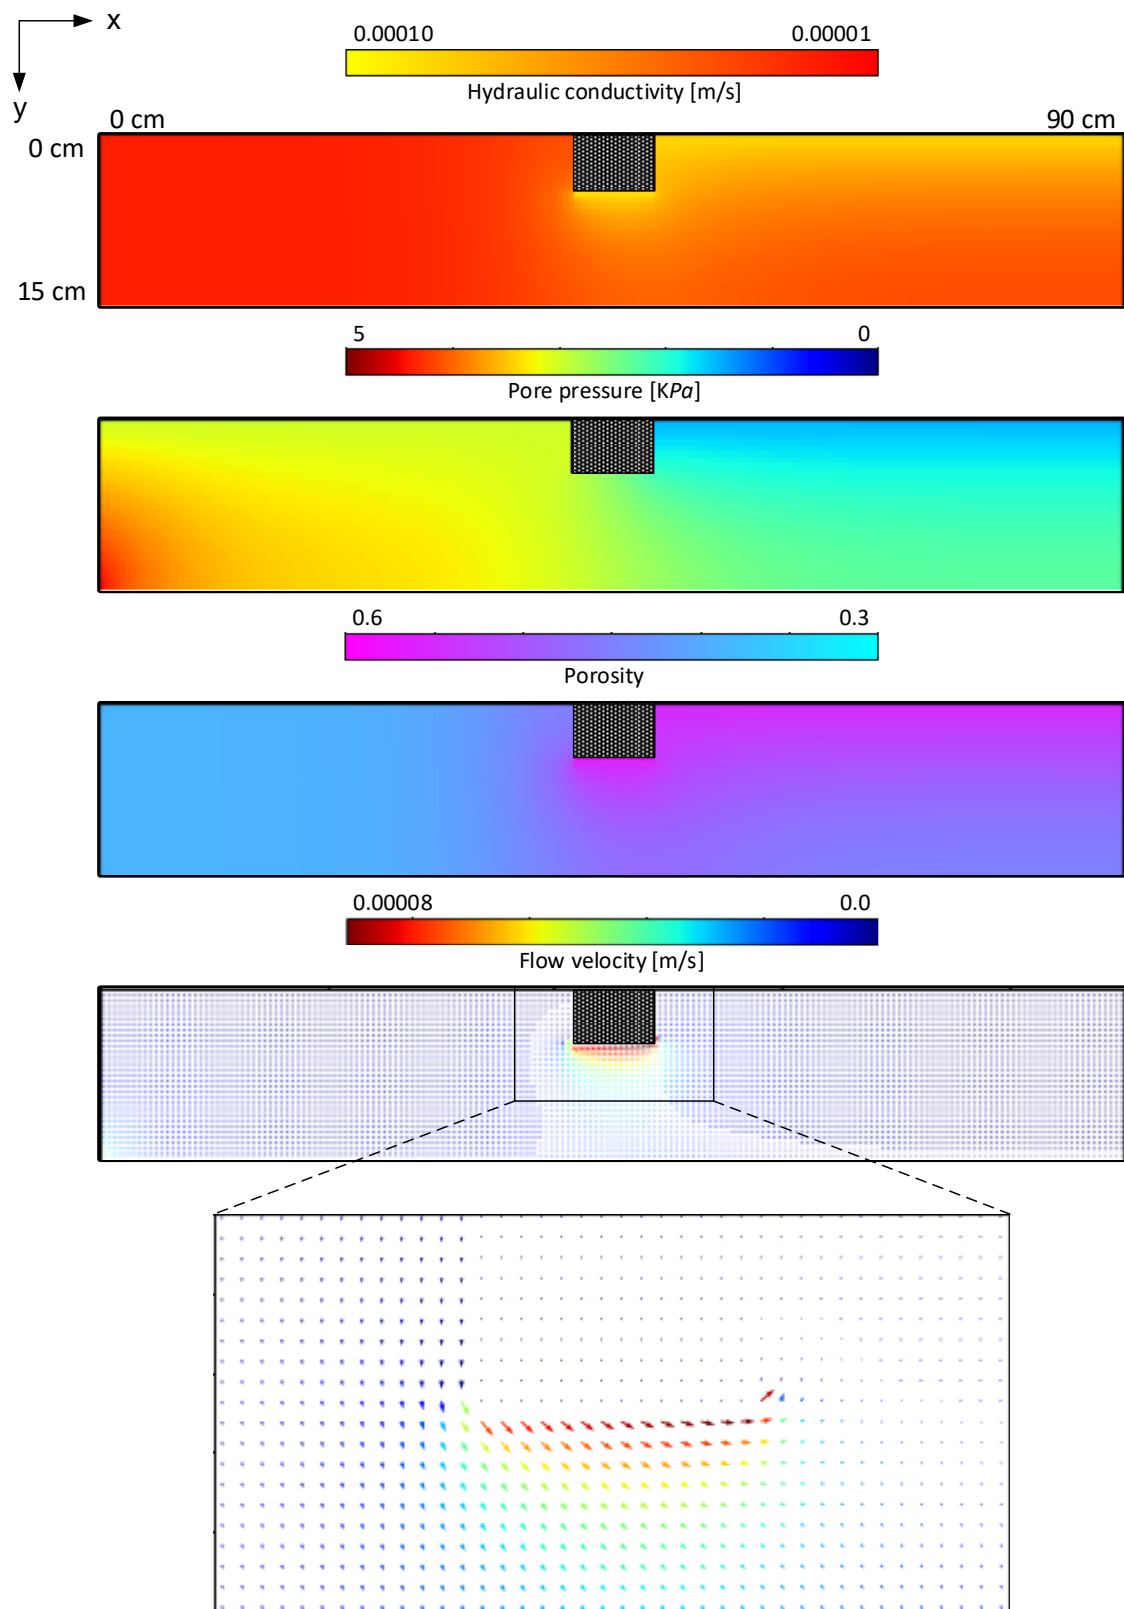 x
y
0.00010 0.00001
Hydraulic conductivity [m/s]
0 cm 90 cm
0 cm
15 cm
5 0
Pore pressure [KPa]
0.6 0.3
Porosity
0.00008 0.0
Flow velocity [m/s]